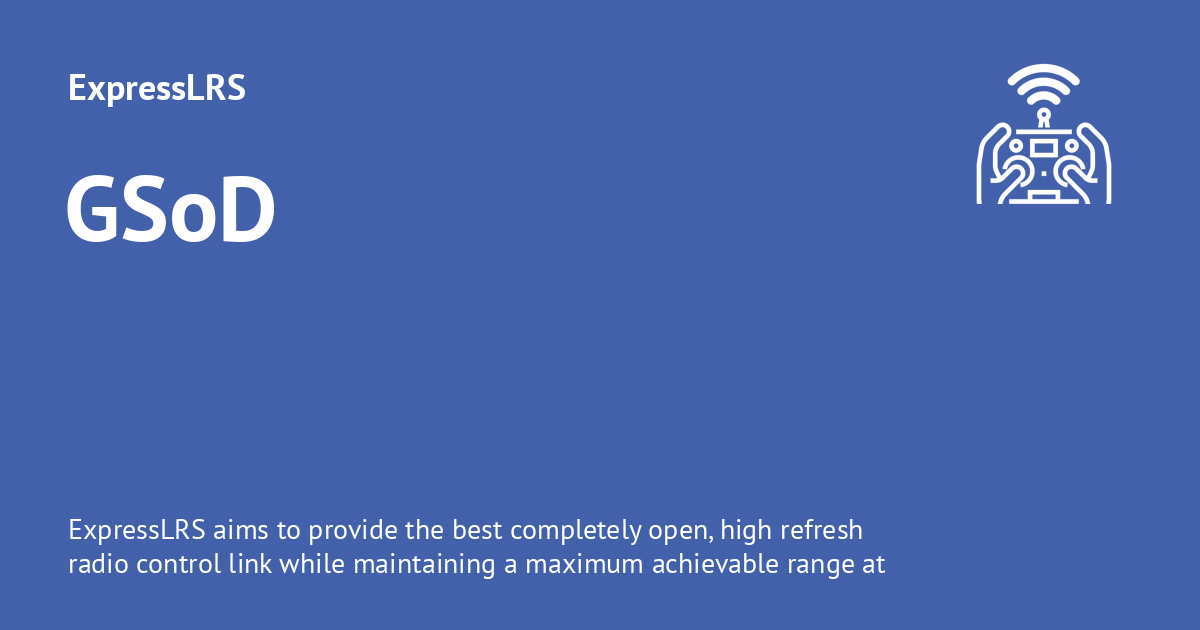 ExpressLRS
GSoD
ExpressLRS aims to provide the best completely open, high refresh
radio control link while maintaining a maximum achievable range at